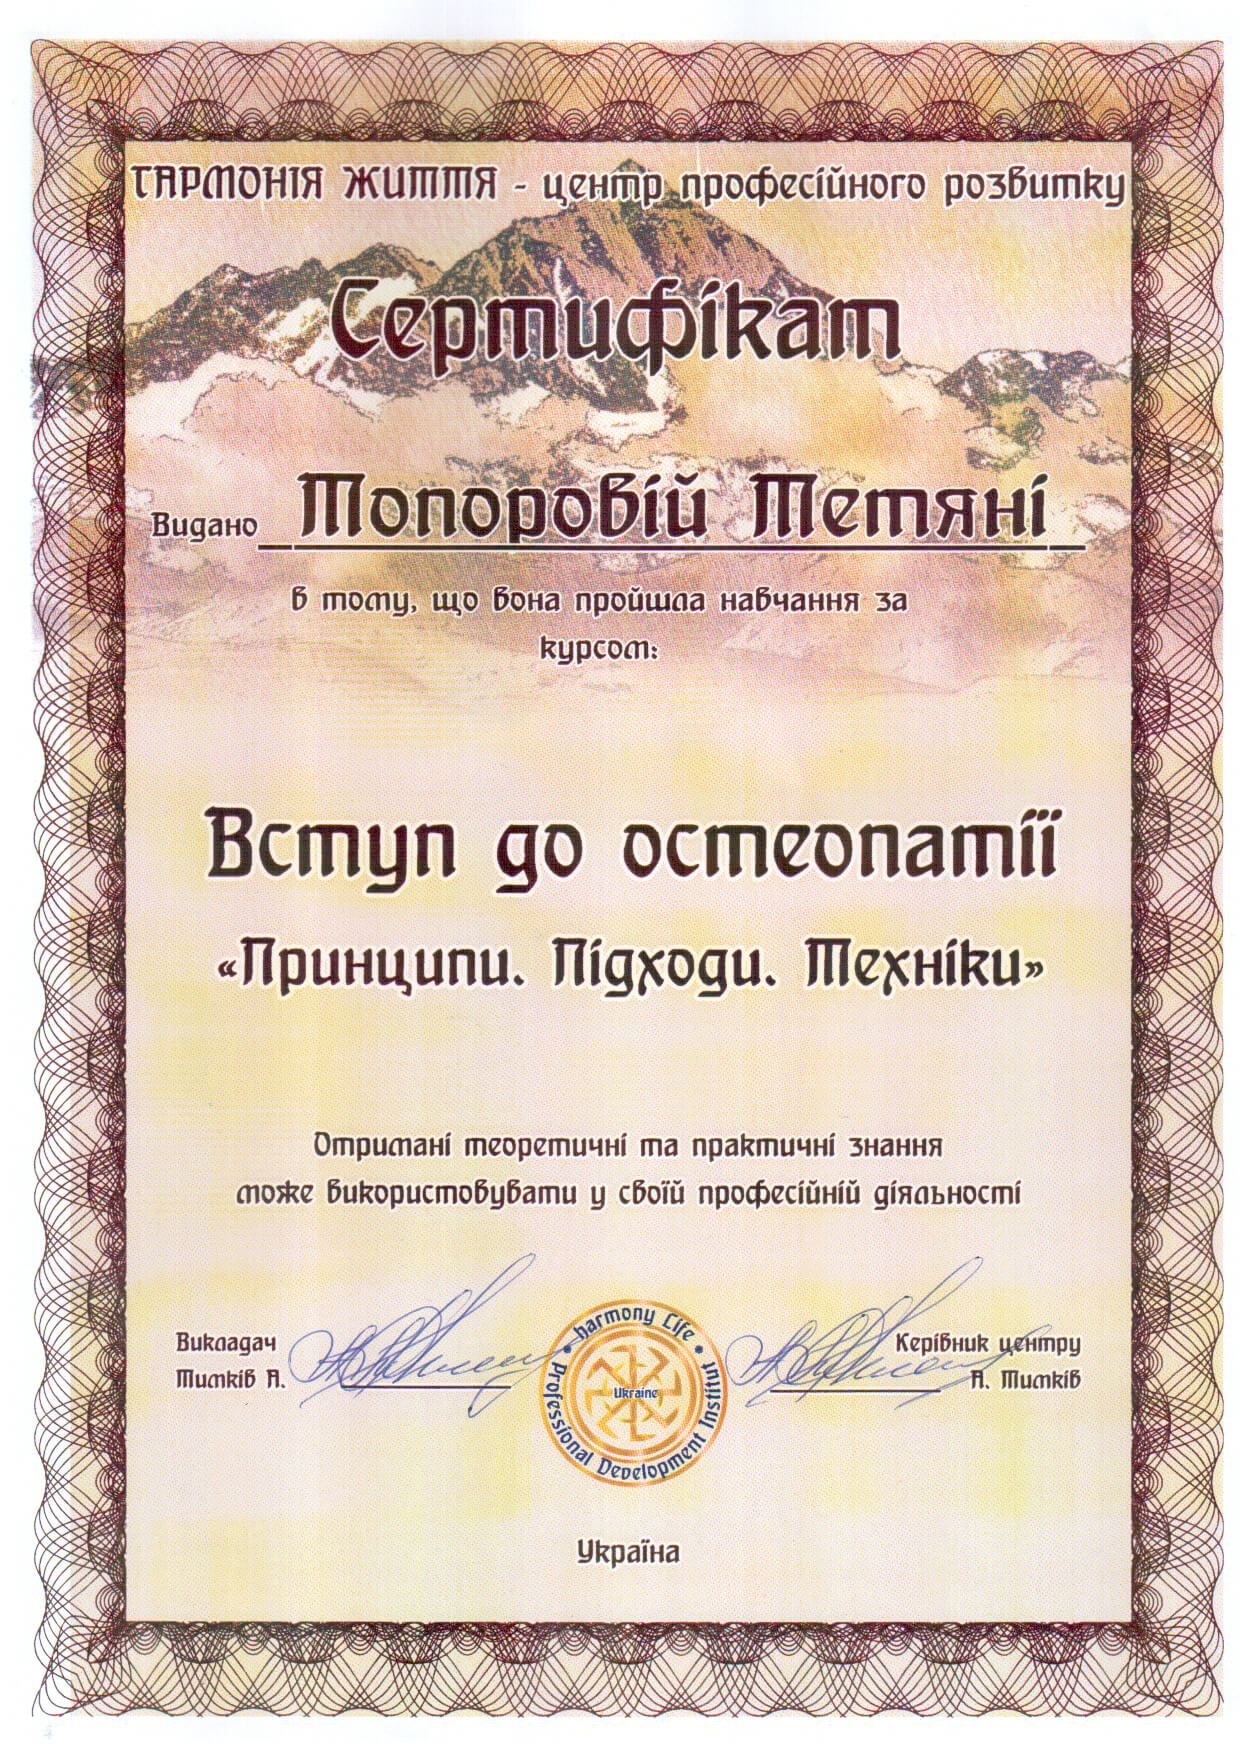 ГАРМОНІЯ ЖИТТЯ - центр професійного розвитку
Сертифікат
Видано Топоровій Тетяні
в тому, що вона пройшла навчання за
курсом:
Вступ до остеопатії
«Принципи. Підходи. Техніки»
Отримані теоретичні та практичні знання
може використовувати у своїй професійній діяльності
Викладач
Тимків А.
harmony Life
Professional Development Institut
Ukraine
Керівник центру
А. Тимків
Україна